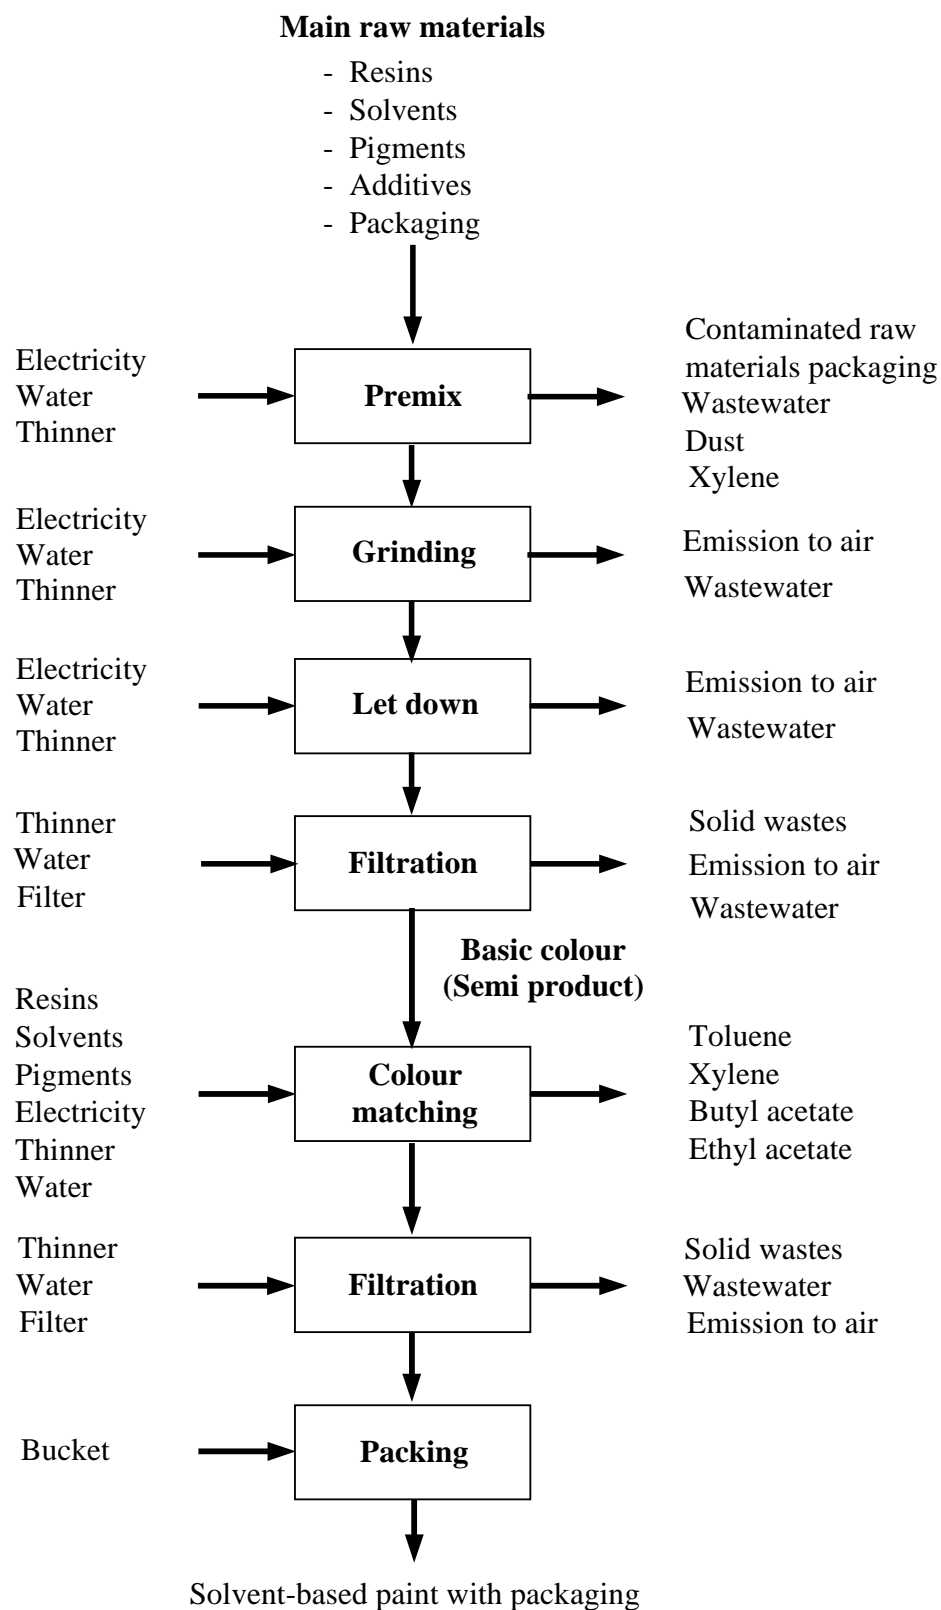 Main raw materials
- Resins
- Solvents
- Pigments
- Additives
- Packaging
Electricity
Water
Thinner
Premix
Contaminated raw
materials packaging
Wastewater
Dust
Xylene
Electricity
Water
Thinner
Grinding
Emission to air
Wastewater
Electricity
Water
Thinner
Let down
Emission to air
Wastewater
Thinner
Water
Filter
Filtration
Solid wastes
Emission to air
Wastewater
Basic colour
(Semi product)
Resins
Solvents
Pigments
Electricity
Thinner
Water
Colour
matching
Toluene
Xylene
Butyl acetate
Ethyl acetate
Thinner
Water
Filter
Filtration
Solid wastes
Wastewater
Emission to air
Bucket
Packing
Solvent-based paint with packaging